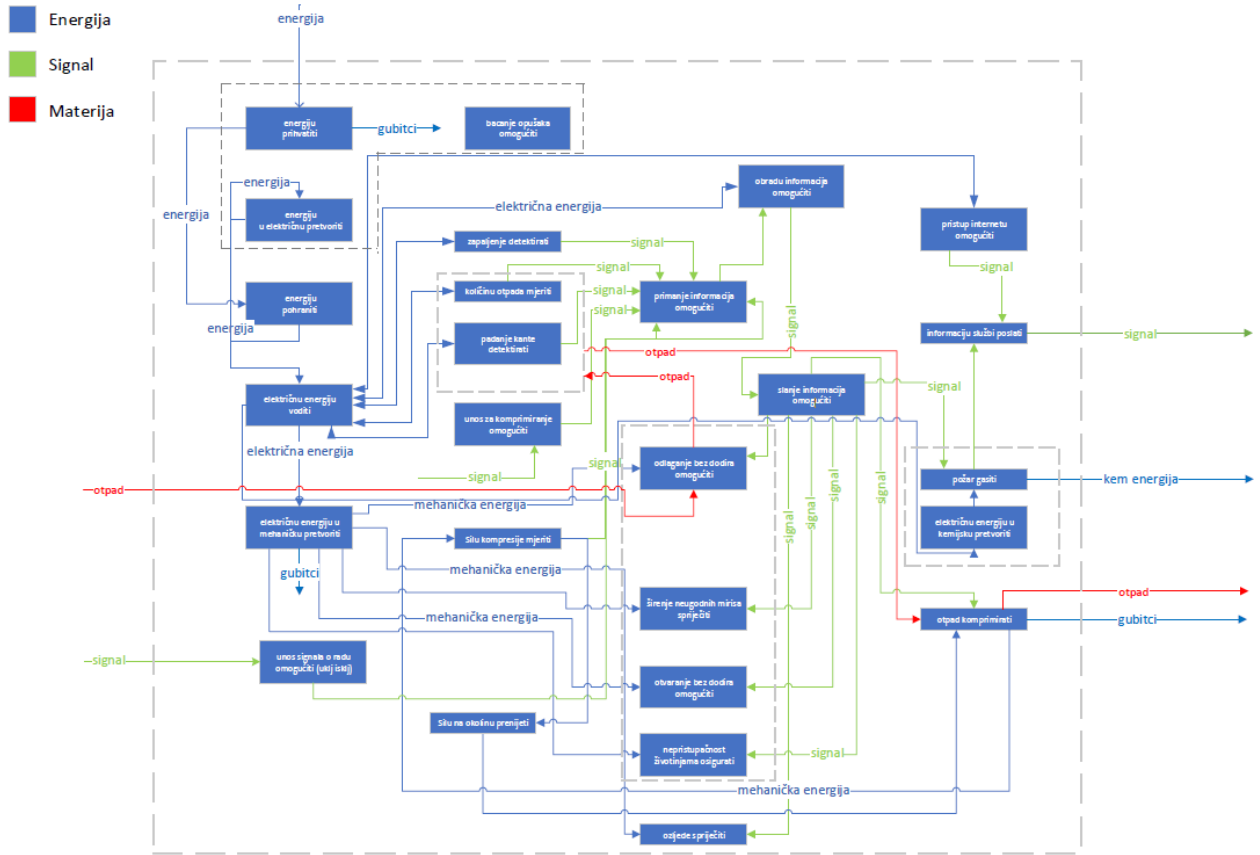 Energija
Signal
Materija
energija
energiju
prihvatiti
gubitci
bacanje opušaka
omogućiti
energija
energiju
u električnu pretvoriti
energija
električna energija
obradu informacija
omogućiti
pristup internetu
omogućiti
zapaljenje detektirati
signal
signal
signal
količinu otpada mjeriti
signal
energiju
pohraniti
primanje informacija
omogućiti
signal
energija
padanje kante
detektirati
signal
informaciju službi poslati
signal
otpad
otpad
električnu energiju
voditi
slanje informacija
omogućiti
signal
unos za komprimiranje
omogućiti
električna energija
signal
signal
odlaganje bez dodira
omogućiti
signal
signal
signal
požar gasiti
kem energija
otpad
mehanička energija
električnu energiju u
mehaničku pretvoriti
električnu energiju u
kemijsku pretvoriti
signal
signal
Silu kompresije mjeriti
gubitci
mehanička energija
širenje neugodnih mirisa
spriječiti
otpad
mehanička energija
otpad komprimirati
gubitci
signal
unos signala o radu
omogućiti (uklj isklj)
otvaranje bez dodira
omogućiti
Silu na okolinu prenijeti
nepristupačnost
životinjama osigurati
signal
mehanička energija
ozljede spriječiti